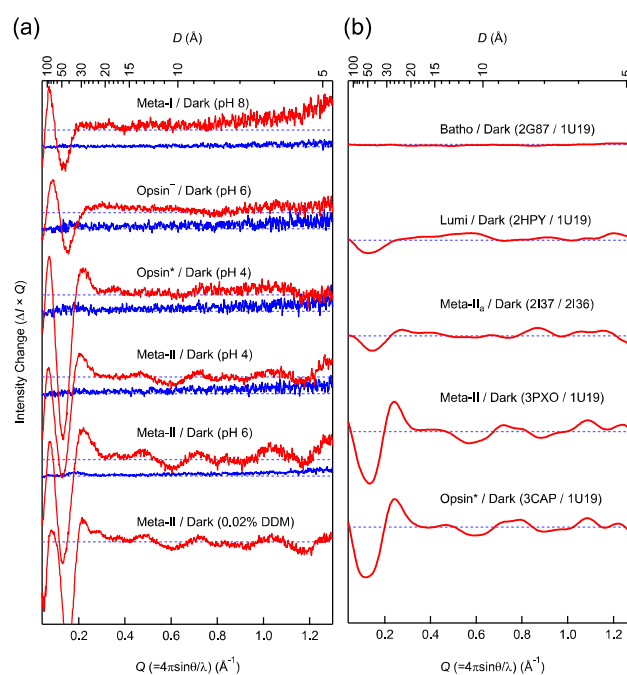 (a)
(b)
D (Å)
D (Å)
100
50
30
20
15
10
5
100
50
30
20
15
10
5
Meta-I / Dark (pH 8)
Opsin⁻ / Dark (pH 6)
Opsin* / Dark (pH 4)
Meta-II / Dark (pH 4)
Meta-II / Dark (pH 6)
Meta-II / Dark (0.02% DDM)
Batho / Dark (2G87 / 1U19)
Lumi / Dark (2HPY / 1U19)
Meta-IIₐ / Dark (2I37 / 2I36)
Meta-II / Dark (3PXO / 1U19)
Opsin* / Dark (3CAP / 1U19)
Intensity Change (ΔI × Q)
0.2 0.4 0.6 0.8 1.0 1.2
0.2 0.4 0.6 0.8 1.0 1.2
Q (=4πsinθ/λ) (Å⁻¹)
Q (=4πsinθ/λ) (Å⁻¹)